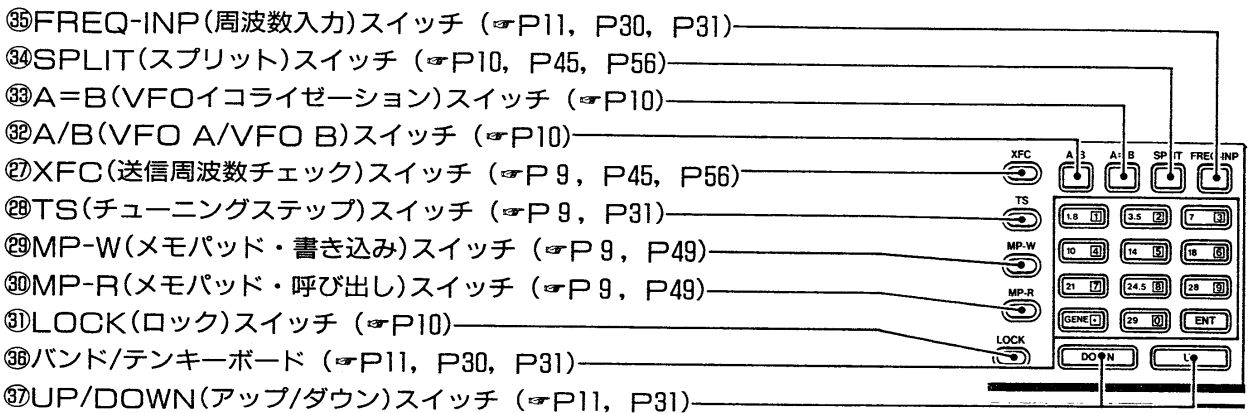 ㉟FREQ-INP(周波数入力)スイッチ (☞P11, P30, P31)
㉞SPLIT(スプリット)スイッチ (☞P10, P45, P56)
㉝A=B(VFOイコライゼーション)スイッチ (☞P10)
㉜A/B(VFO A/VFO B)スイッチ (☞P10)
㉗XFC(送信周波数チェック)スイッチ (☞P9, P45, P56)
㉘TS(チューニングステップ)スイッチ (☞P9, P31)
㉙MP-W(メモパッド・書き込み)スイッチ (☞P9, P49)
㉚MP-R(メモパッド・呼び出し)スイッチ (☞P9, P49)
㉛LOCK(ロック)スイッチ (☞P10)
㊱バンド/テンキーボード (☞P11, P30, P31)
㊲UP/DOWN(アップ/ダウン)スイッチ (☞P11, P31)
XFC A/B A=B SPLIT FREQ-INP
TS
1.8 1 3.5 2 7 3
MP-W
10 4 14 5 18 6
MP-R
21 7 24.5 8 28 9
GENE • 29 0 ENT
LOCK
DOWN UP